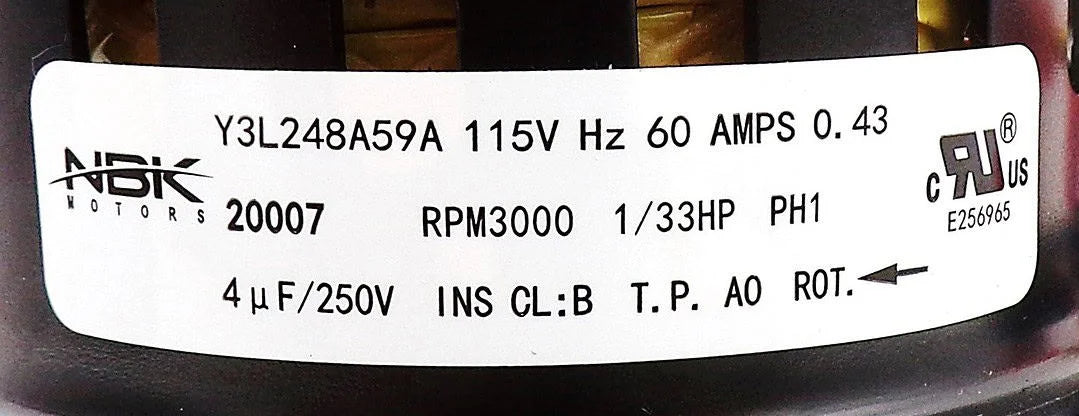 Y3L248A59A 115V Hz 60 AMPS 0.43
NBK
MOTORS
20007 RPM3000 1/33HP PH1
4μF/250V INS CL:B T.P. AO ROT.
c RU ® US
E256965